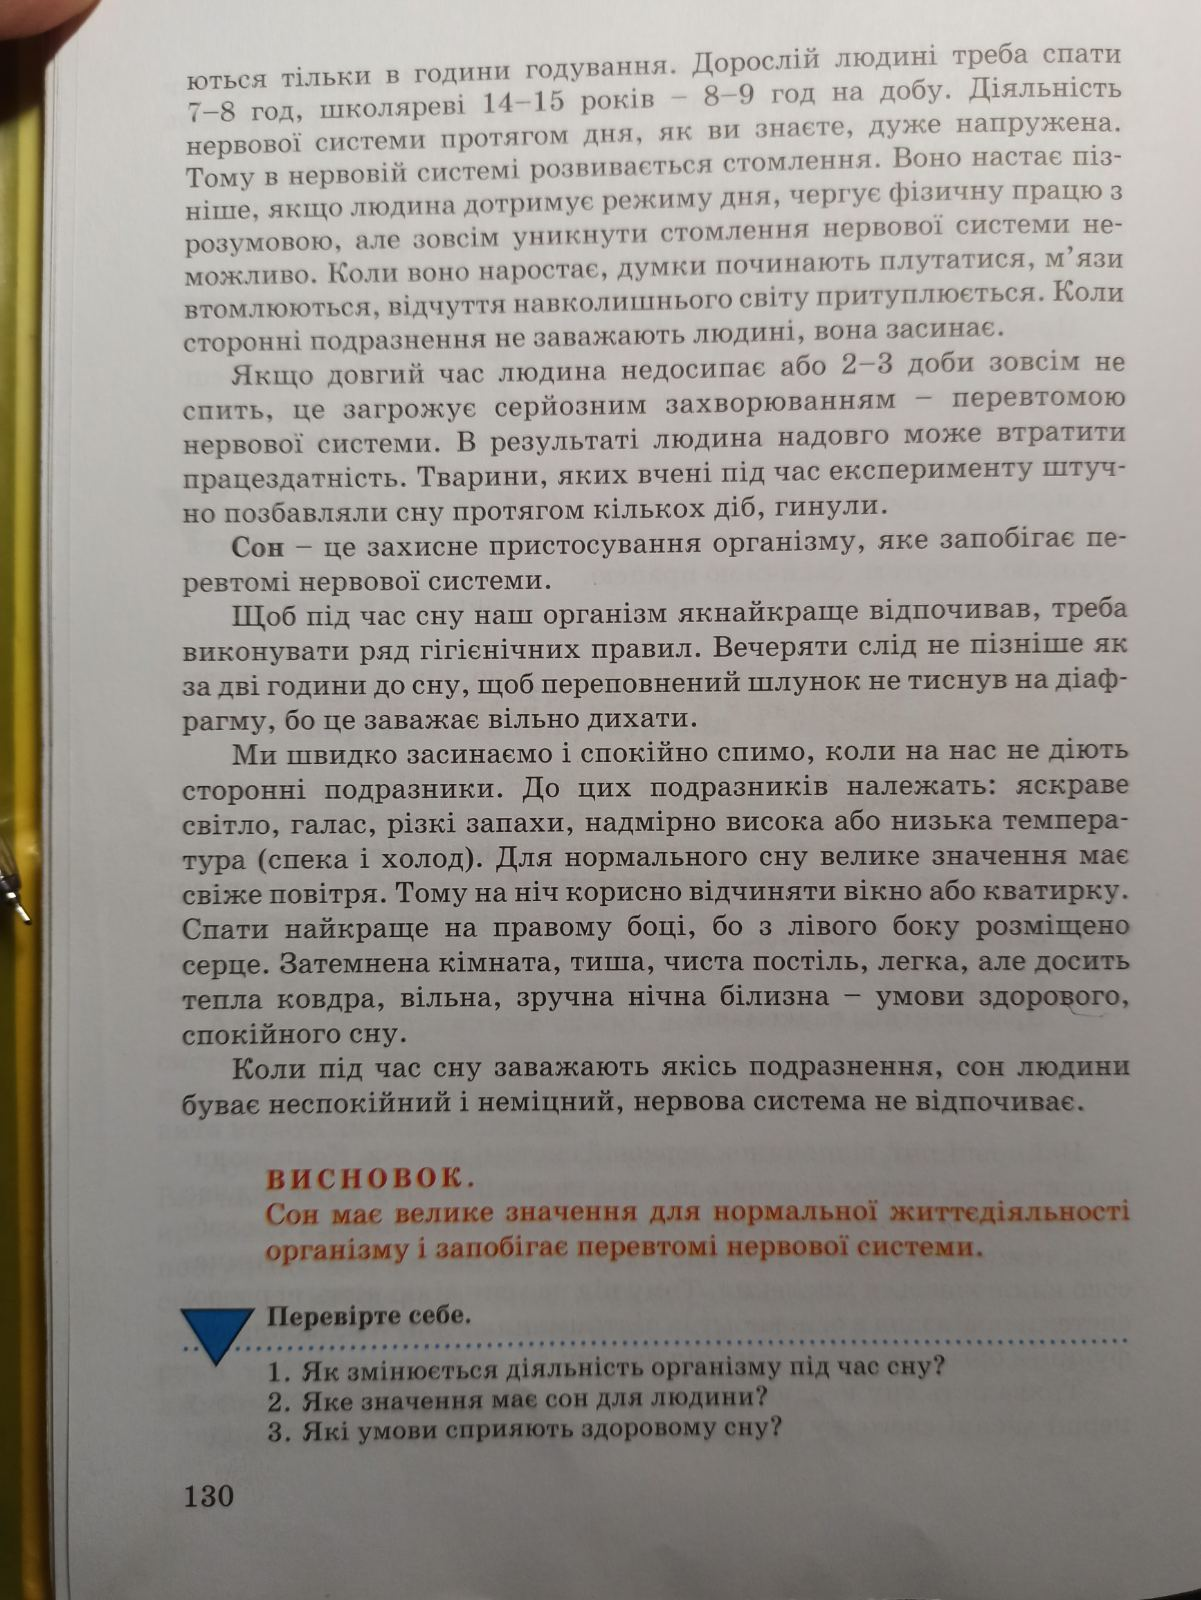 ються тільки в години годування. Дорослій людині треба спати
7–8 год, школяреві 14–15 років – 8–9 год на добу. Діяльність
нервової системи протягом дня, як ви знаєте, дуже напружена.
Тому в нервовій системі розвивається стомлення. Воно настає піз-
ніше, якщо людина дотримує режиму дня, чергує фізичну працю з
розумовою, але зовсім уникнути стомлення нервової системи не-
можливо. Коли воно наростає, думки починають плутатися, м’язи
втомлюються, відчуття навколишнього світу притуплюється. Коли
сторонні подразнення не заважають людині, вона засинає.
Якщо довгий час людина недосипає або 2–3 доби зовсім не
спить, це загрожує серйозним захворюванням – перевтомою
нервової системи. В результаті людина надовго може втратити
працездатність. Тварини, яких вчені під час експерименту штуч-
но позбавляли сну протягом кількох діб, гинули.
Сон – це захисне пристосування організму, яке запобігає пе-
ревтомі нервової системи.
Щоб під час сну наш організм якнайкраще відпочивав, треба
виконувати ряд гігієнічних правил. Вечеряти слід не пізніше як
за дві години до сну, щоб переповнений шлунок не тиснув на діаф-
рагму, бо це заважає вільно дихати.
Ми швидко засинаємо і спокійно спимо, коли на нас не діють
сторонні подразники. До цих подразників належать: яскраве
світло, галас, різкі запахи, надмірно висока або низька темпера-
тура (спека і холод). Для нормального сну велике значення має
свіже повітря. Тому на ніч корисно відчиняти вікно або кватирку.
Спати найкраще на правому боці, бо з лівого боку розміщено
серце. Затемнена кімната, тиша, чиста постіль, легка, але досить
тепла ковдра, вільна, зручна нічна білизна – умови здорового,
спокійного сну.
Коли під час сну заважають якісь подразнення, сон людини
буває неспокійний і неміцний, нервова система не відпочиває.
ВИСНОВОК.
Сон має велике значення для нормальної життєдіяльності
організму і запобігає перевтомі нервової системи.
Перевірте себе.
1. Як змінюється діяльність організму під час сну?
2. Яке значення має сон для людини?
3. Які умови сприяють здоровому сну?
130